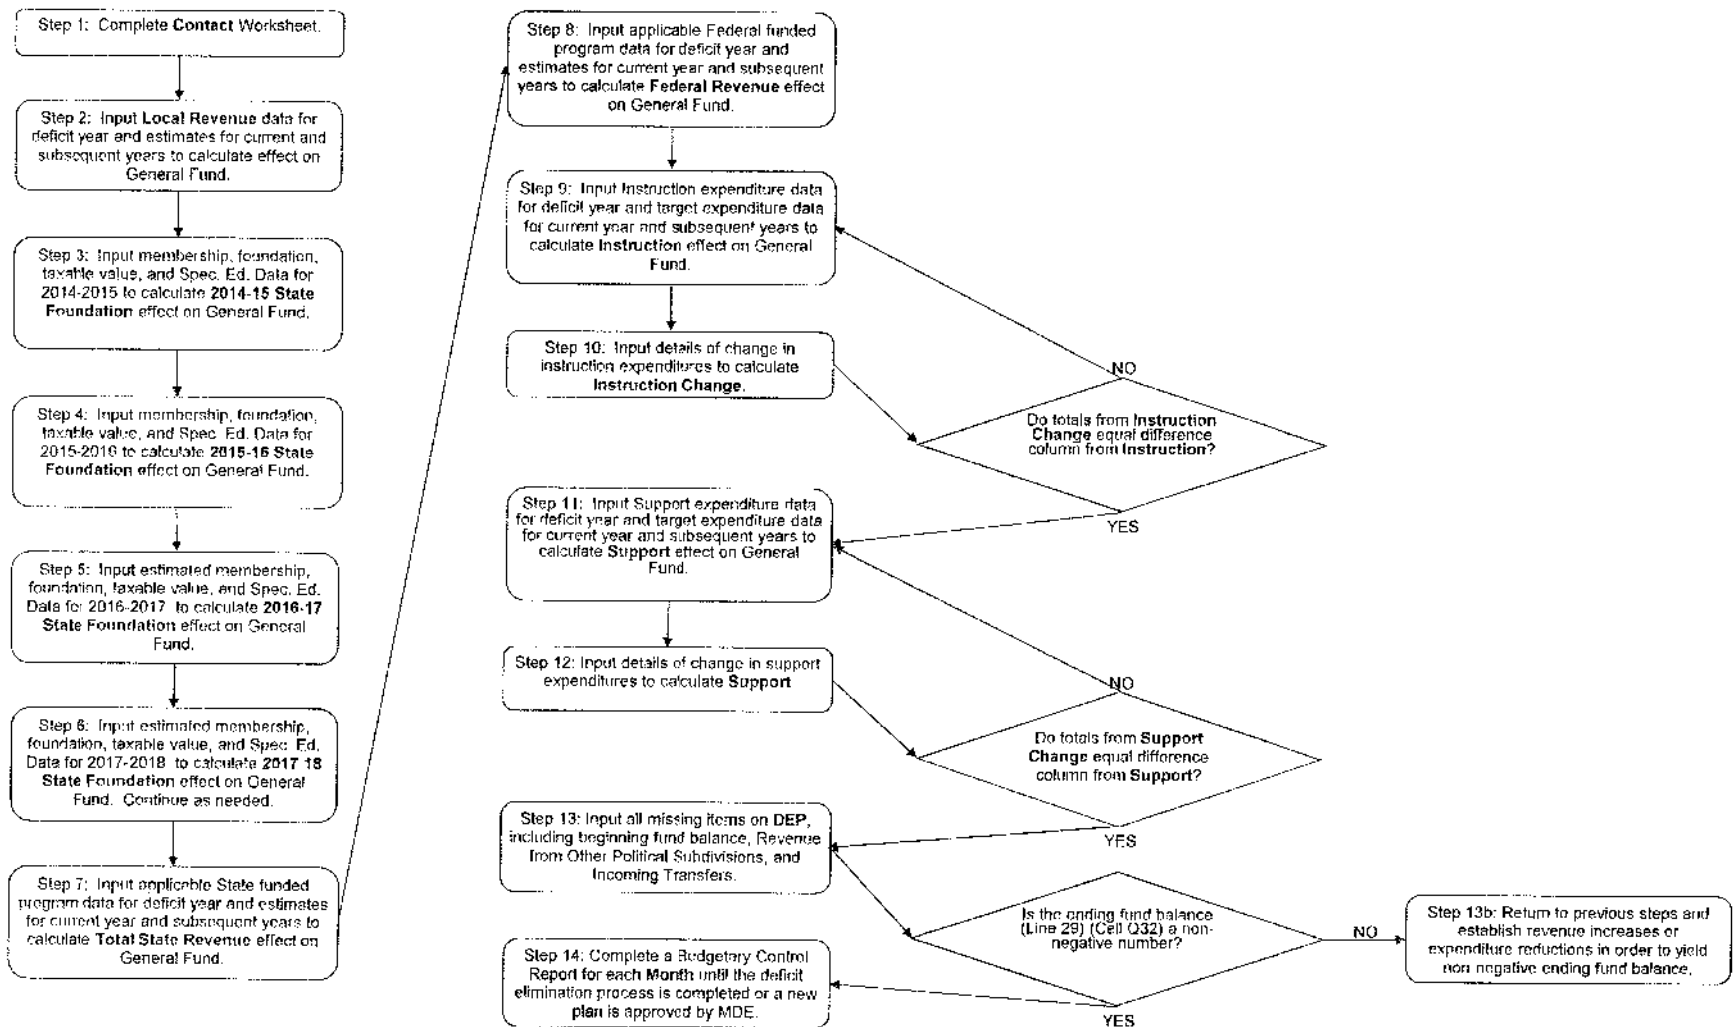 Step 1: Complete Contact Worksheet.
Step 2: Input Local Revenue data for
deficit year and estimates for current and
subsequent years to calculate effect on
General Fund.
Step 3: Input membership, foundation,
taxable value, and Spec. Ed. Data for
2014-2015 to calculate 2014-15 State
Foundation effect on General Fund.
Step 4: Input membership, foundation,
taxable value, and Spec. Ed. Data for
2015-2016 to calculate 2015-16 State
Foundation effect on General Fund.
Step 5: Input estimated membership,
foundation, taxable value, and Spec. Ed.
Data for 2016-2017 to calculate 2016-17
State Foundation effect on General
Fund.
Step 6: Input estimated membership,
foundation, taxable value, and Spec. Ed.
Data for 2017-2018 to calculate 2017-18
State Foundation effect on General
Fund. Continue as needed.
Step 7: Input applicable State funded
program data for deficit year and estimates
for current year and subsequent years to
calculate Total State Revenue effect on
General Fund.
Step 8: Input applicable Federal funded
program data for deficit year and
estimates for current year and subsequent
years to calculate Federal Revenue effect
on General Fund.
Step 9: Input Instruction expenditure data
for deficit year and target expenditure data
for current year and subsequent years to
calculate Instruction effect on General
Fund.
Step 10: Input details of change in
instruction expenditures to calculate
Instruction Change.
NO
Do totals from Instruction
Change equal difference
column from Instruction?
YES
Step 11: Input Support expenditure data
for deficit year and target expenditure data
for current year and subsequent years to
calculate Support effect on General
Fund.
Step 12: Input details of change in support
expenditures to calculate Support
NO
Do totals from Support
Change equal difference
column from Support?
YES
Step 13: Input all missing items on DEP,
including beginning fund balance, Revenue
from Other Political Subdivisions, and
Incoming Transfers.
Is the ending fund balance
(Line 29) (Cell Q32) a non-
negative number?
NO
Step 13b: Return to previous steps and
establish revenue increases or
expenditure reductions in order to yield
non negative ending fund balance.
YES
Step 14: Complete a Budgetary Control
Report for each Month until the deficit
elimination process is completed or a new
plan is approved by MDE.